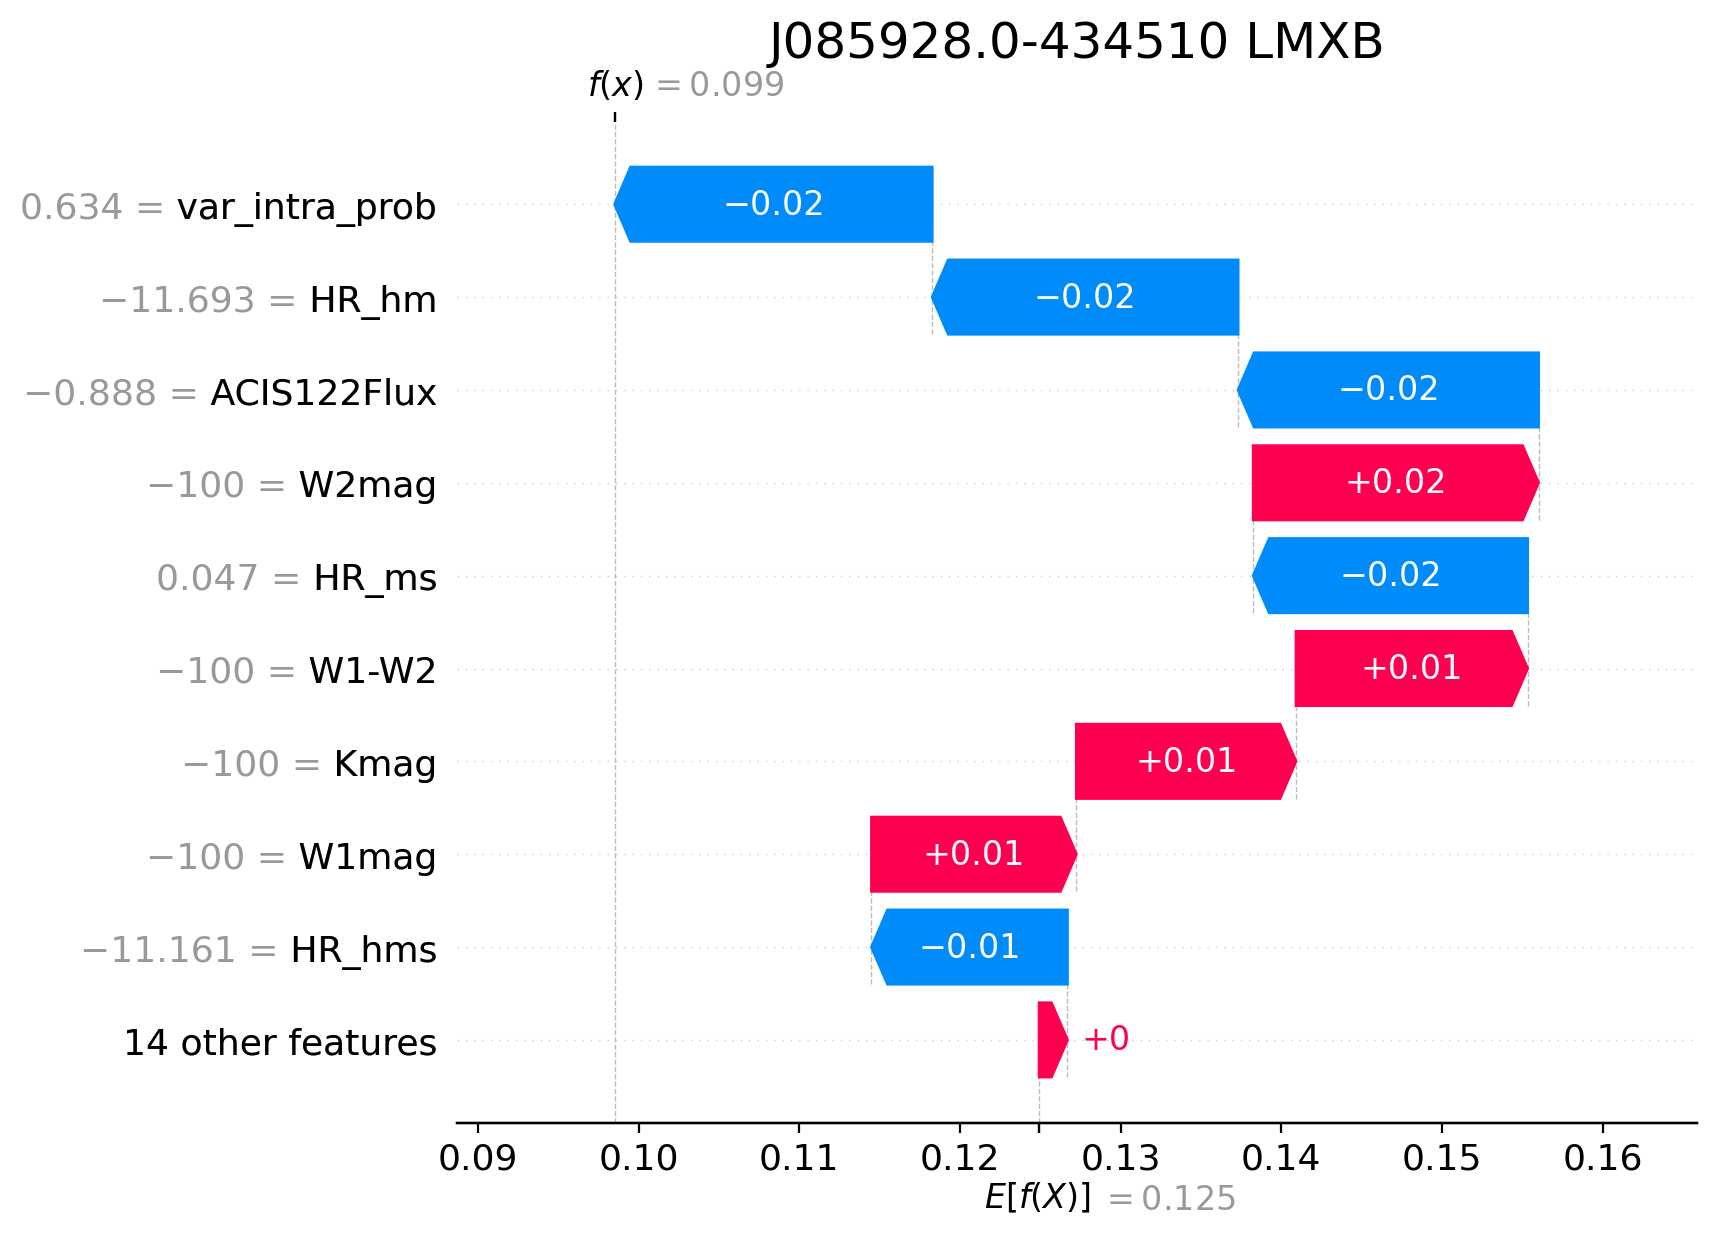 J085928.0-434510 LMXB
f(x) = 0.099
0.634 = var_intra_prob −0.02
−11.693 = HR_hm −0.02
−0.888 = ACIS122Flux −0.02
−100 = W2mag +0.02
0.047 = HR_ms −0.02
−100 = W1-W2 +0.01
−100 = Kmag +0.01
−100 = W1mag +0.01
−11.161 = HR_hms −0.01
14 other features +0
0.09 0.10 0.11 0.12 0.13 0.14 0.15 0.16
E[f(X)] = 0.125